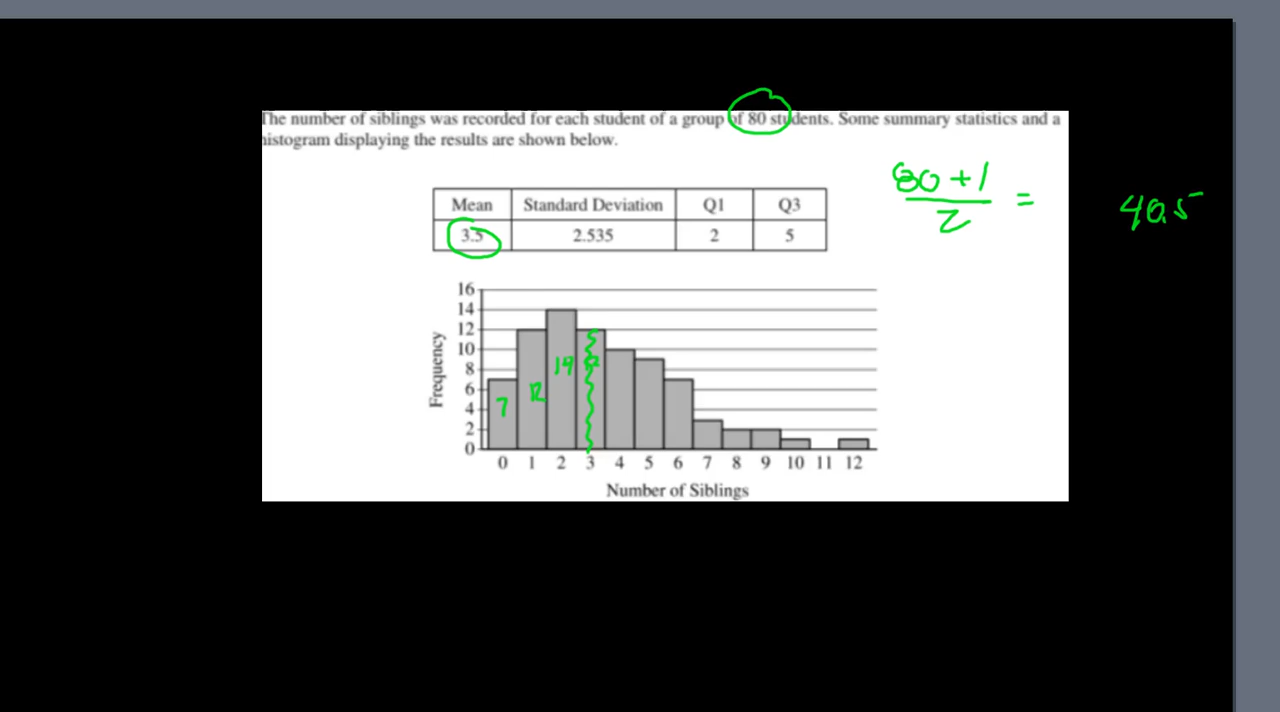 The number of siblings was recorded for each student of a group of 80 students. Some summary statistics and a
histogram displaying the results are shown below.
80 + 1
2
=
40.5
Mean Standard Deviation Q1 Q3
3.5 2.535 2 5
16
14
12
10
8
6
4
2
0
Frequency
7
12
14
12
0 1 2 3 4 5 6 7 8 9 10 11 12
Number of Siblings